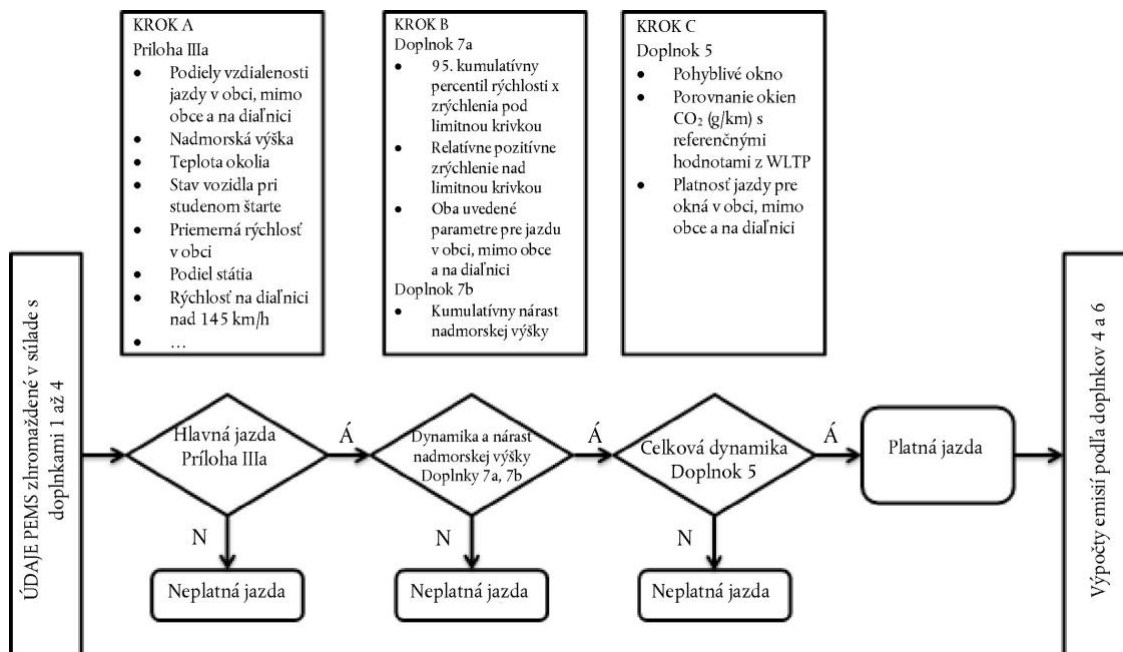 KROK A
Priloha IIIa
• Podiely vzdialenosti
jazdy v obci, mimo
obce a na diaľnici
• Nadmorská výška
• Teplota okolia
• Stav vozidla pri
studenom štarte
• Priemerná rýchlosť
v obci
• Podiel státia
• Rýchlosť na diaľnici
nad 145 km/h
• …
KROK B
Doplnok 7a
• 95. kumulatívny
percentil rýchlosti x
zrýchlenia pod
limitnou krivkou
• Relatívne pozitívne
zrýchlenie nad
limitnou krivkou
• Oba uvedené
parametre pre jazdu
v obci, mimo obce
a na diaľnici
Doplnok 7b
• Kumulatívny nárast
nadmorskej výšky
KROK C
Doplnok 5
• Pohyblivé okno
• Porovnanie okien
CO₂ (g/km) s
referenčnými
hodnotami z WLTP
• Platnosť jazdy pre
okná v obci, mimo
obce a na diaľnici
ÚDAJE PEMS zhromaždené v súlade s
doplnkami 1 až 4
Hlavná jazda
Príloha IIIa
Á
N
Neplatná jazda
Dynamika a nárast
nadmorskej výšky
Doplnky 7a, 7b
Á
N
Neplatná jazda
Celková dynamika
Doplnok 5
Á
N
Neplatná jazda
Platná jazda
Výpočty emisií podľa doplnkov 4 a 6